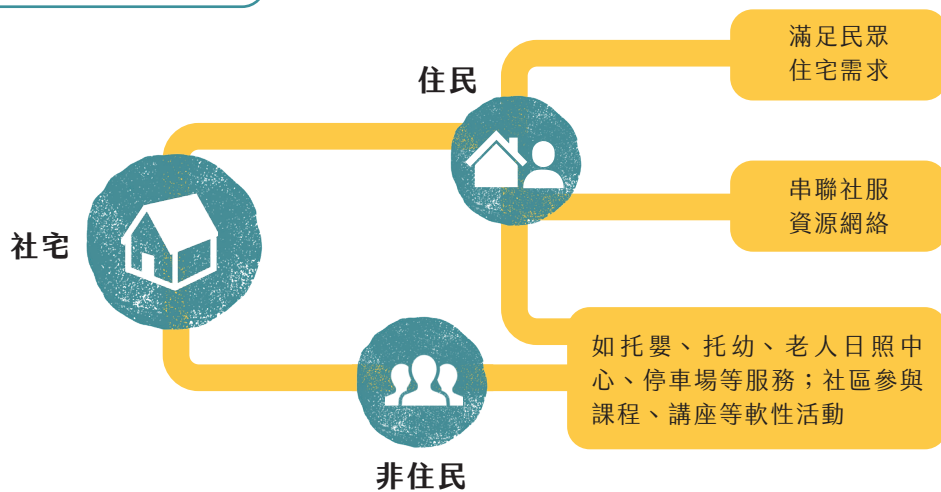 滿足民眾
住宅需求
住民
串聯社服
資源網絡
社宅
如托嬰、托幼、老人日照中
心、停車場等服務；社區參與
課程、講座等軟性活動
非住民